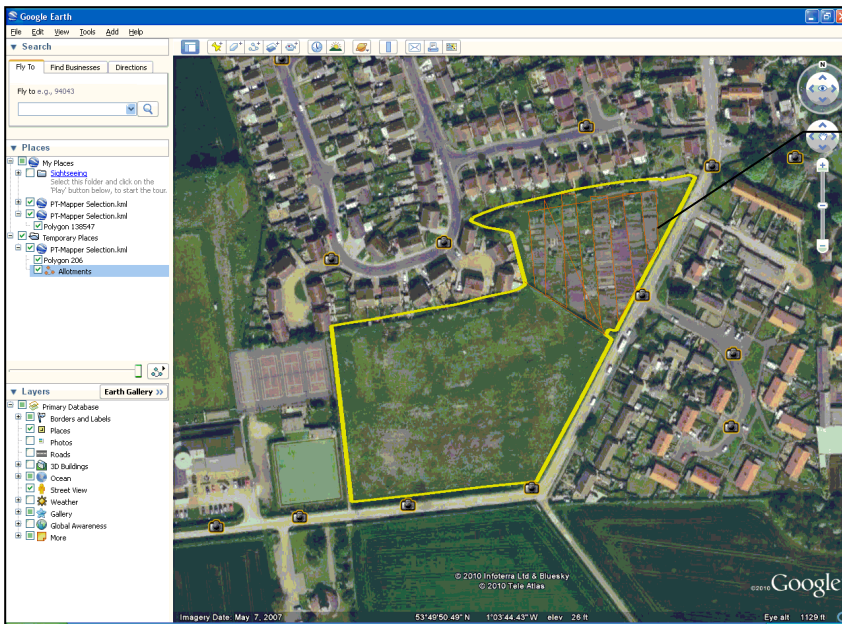 Google Earth
File Edit View Tools Add Help
Search
Fly To Find Businesses Directions
Fly to e.g., 94043
Places
My Places
Sightseeing
Select this folder and click on the
'Play' button below, to start the tour.
PT-Mapper Selection.kml
PT-Mapper Selection.kml
Polygon 138547
Temporary Places
PT-Mapper Selection.kml
Polygon 206
Allotments
Layers Earth Gallery >>
Primary Database
Borders and Labels
Places
Photos
Roads
3D Buildings
Ocean
Street View
Weather
Gallery
Global Awareness
More
N
© 2010 Infoterra Ltd & Bluesky
© 2010 Tele Atlas
©2010 Google
Imagery Date: May 7, 2007 53°49'50.49" N 1°03'44.43" W elev 26 ft Eye alt 1129 ft